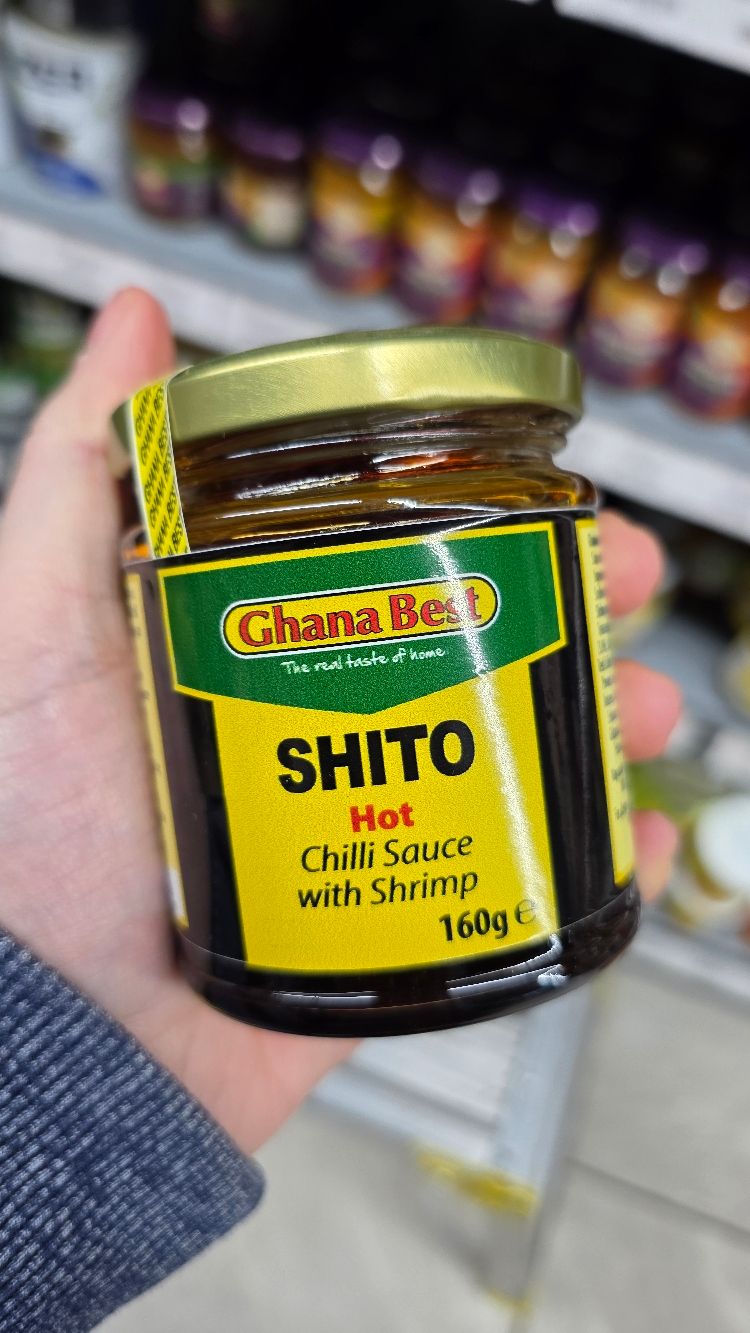 Ghana Best
The real taste of home
SHITO
Hot
Chilli Sauce
with Shrimp
160g ℮